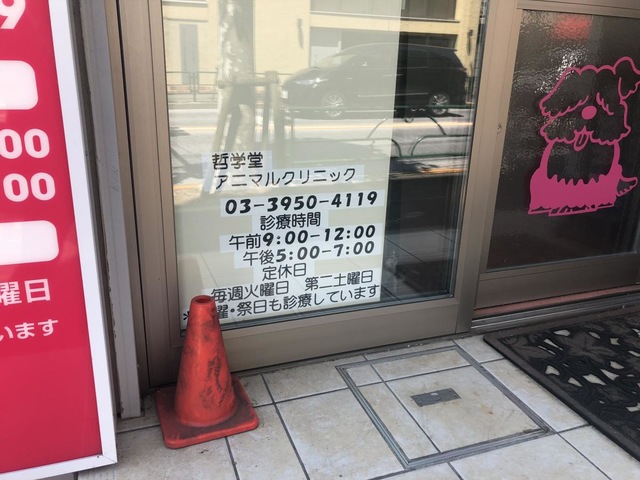 哲学堂
アニマルクリニック
03-3950-4119
診療時間
午前9:00-12:00
午後5:00-7:00
定休日
毎週火曜日 第二土曜日
曜・祭日も診療しています
9
00
00
曜日
います